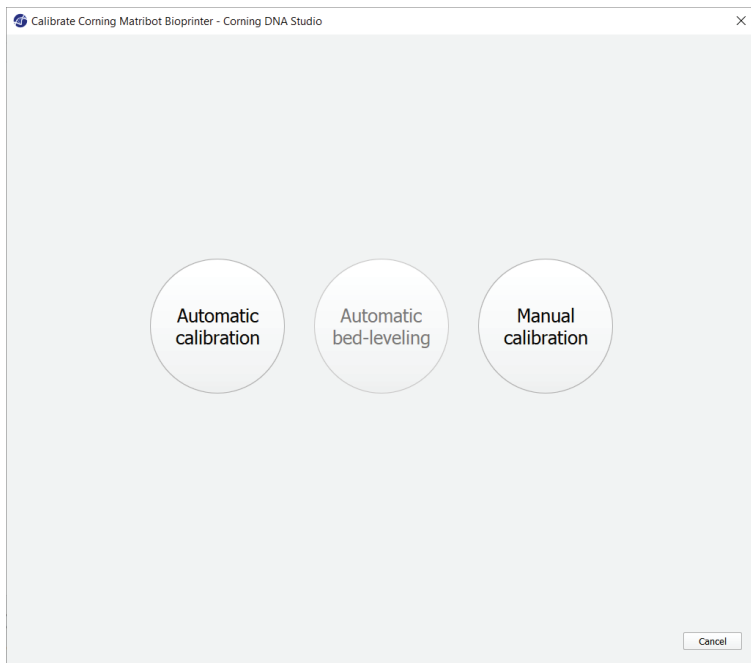 Calibrate Corning Matribot Bioprinter - Corning DNA Studio
Automatic
calibration
Automatic
bed-leveling
Manual
calibration
Cancel